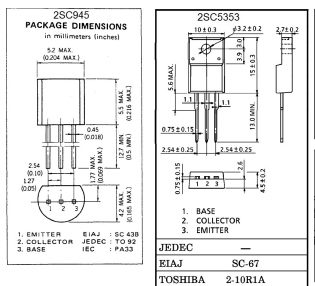 2SC945
PACKAGE DIMENSIONS
in millimeters (inches)
5.2 MAX.
(0.204 MAX.)
5.5 MAX.
(0.216 MAX.)
0.45
(0.018)
12.7 MIN.
(0.5 MIN.)
2.54
(0.10)
1.27
(0.05)
1.77 MAX.
(0.069 MAX.)
4.2 MAX.
(0.165 MAX.)
1 2 3
1. EMITTER EIAJ : SC 43B
2. COLLECTOR JEDEC : TO 92
3. BASE IEC : PA33
2SC5353
10±0.3
ø3.2±0.2
2.7±0.2
3.0
3.9
15±0.3
5.6 MAX.
1.1
1.1
13.0 MIN.
0.75±0.15
2.54±0.25
2.54±0.25
0.75±0.15
2.6
4.5±0.2
1 2 3
1. BASE
2. COLLECTOR
3. EMITTER
JEDEC —
EIAJ SC-67
TOSHIBA 2-10R1A